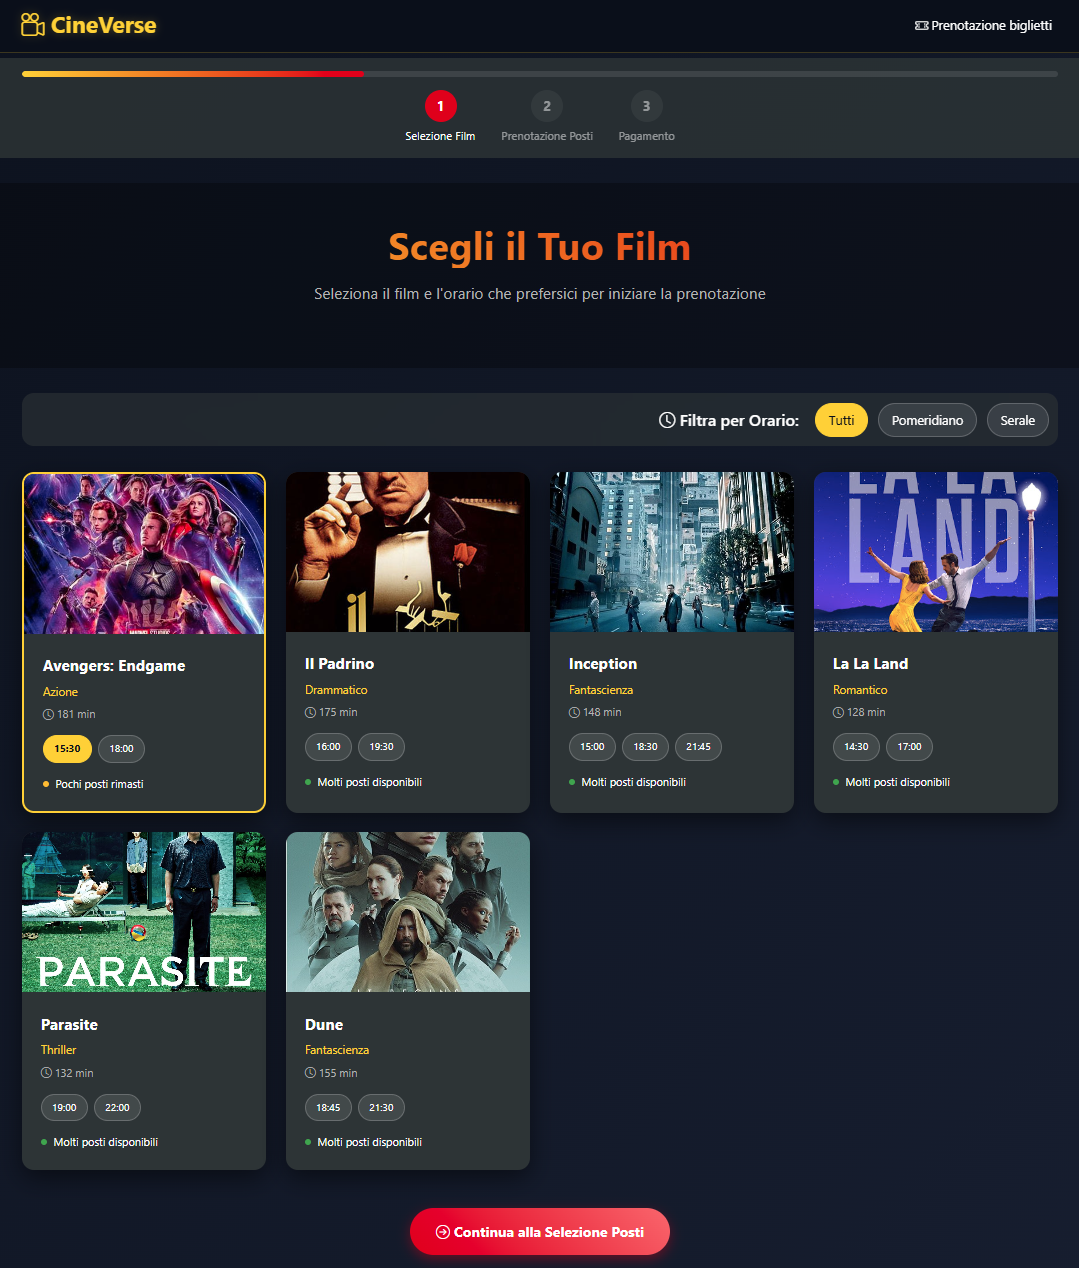 CineVerse
Prenotazione biglietti
1
2
3
Selezione Film
Prenotazione Posti
Pagamento
Scegli il Tuo Film
Seleziona il film e l'orario che prefersici per iniziare la prenotazione
Filtra per Orario:
Tutti
Pomeridiano
Serale
il
LA LA
LAND
Avengers: Endgame
Azione
181 min
15:30
18:00
Pochi posti rimasti
Il Padrino
Drammatico
175 min
16:00
19:30
Molti posti disponibili
Inception
Fantascienza
148 min
15:00
18:30
21:45
Molti posti disponibili
La La Land
Romantico
128 min
14:30
17:00
Molti posti disponibili
PARASITE
Parasite
Thriller
132 min
19:00
22:00
Molti posti disponibili
Dune
Fantascienza
155 min
18:45
21:30
Molti posti disponibili
Continua alla Selezione Posti